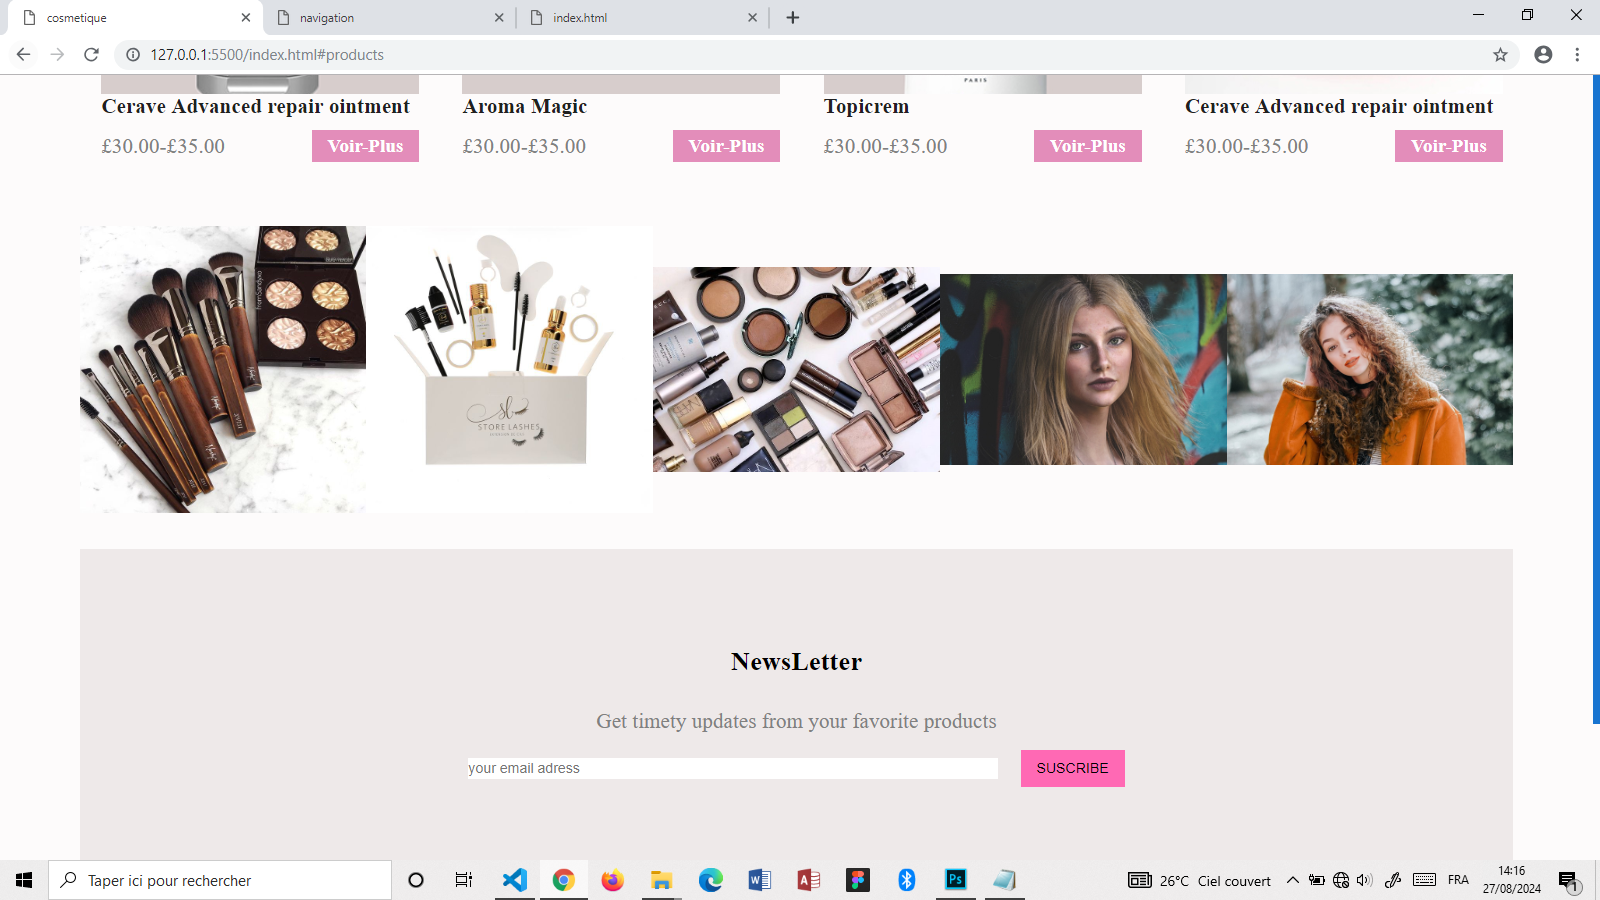 cosmetique
navigation
index.html
127.0.0.1:5500/index.html#products
PARIS
Cerave Advanced repair ointment
Aroma Magic
Topicrem
Cerave Advanced repair ointment
£30.00-£35.00
Voir-Plus
£30.00-£35.00
Voir-Plus
£30.00-£35.00
Voir-Plus
£30.00-£35.00
Voir-Plus
sl
STORE LASHES
NewsLetter
Get timety updates from your favorite products
your email adress
SUSCRIBE
Taper ici pour rechercher
26°C Ciel couvert
FRA
14:16
27/08/2024
1